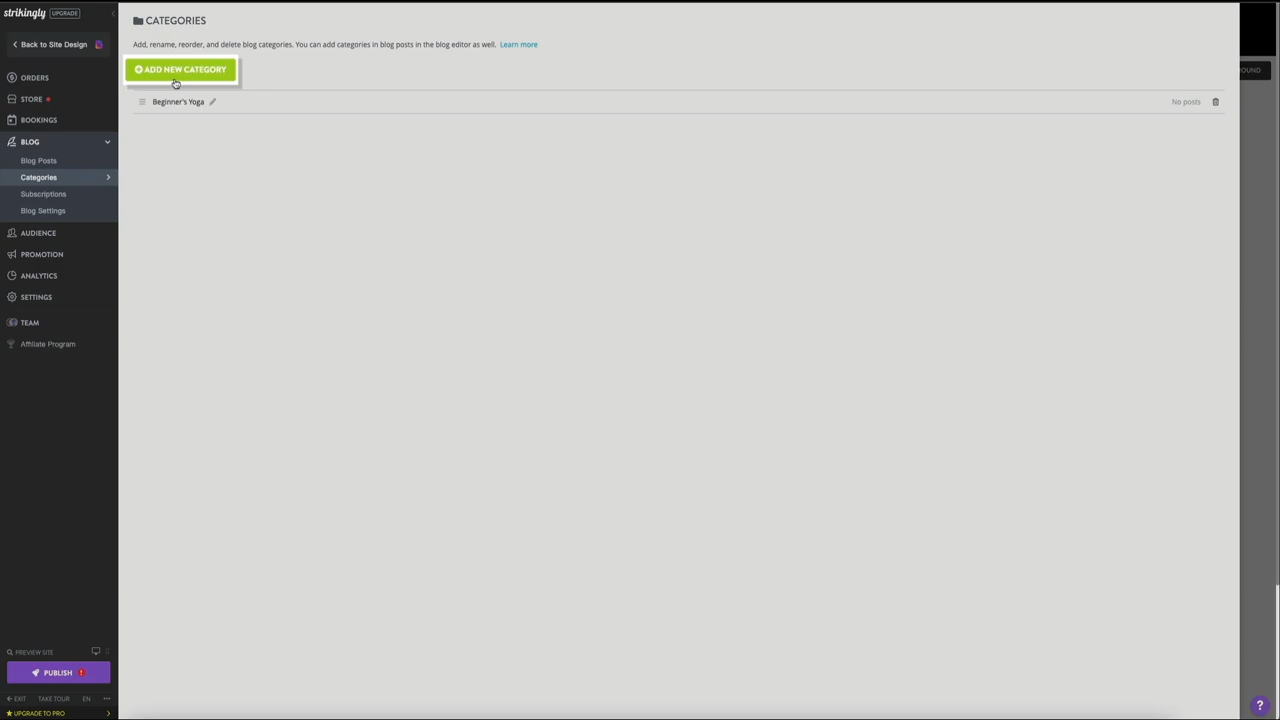 strikingly UPGRADE
Back to Site Design
ORDERS
STORE
BOOKINGS
BLOG
Blog Posts
Categories
Subscriptions
Blog Settings
AUDIENCE
PROMOTION
ANALYTICS
SETTINGS
TEAM
Affiliate Program
PREVIEW SITE
PUBLISH !
EXIT TAKE TOUR EN ···
UPGRADE TO PRO
CATEGORIES
Add, rename, reorder, and delete blog categories. You can add categories in blog posts in the blog editor as well. Learn more
ADD NEW CATEGORY
Beginner's Yoga No posts
OUND
?